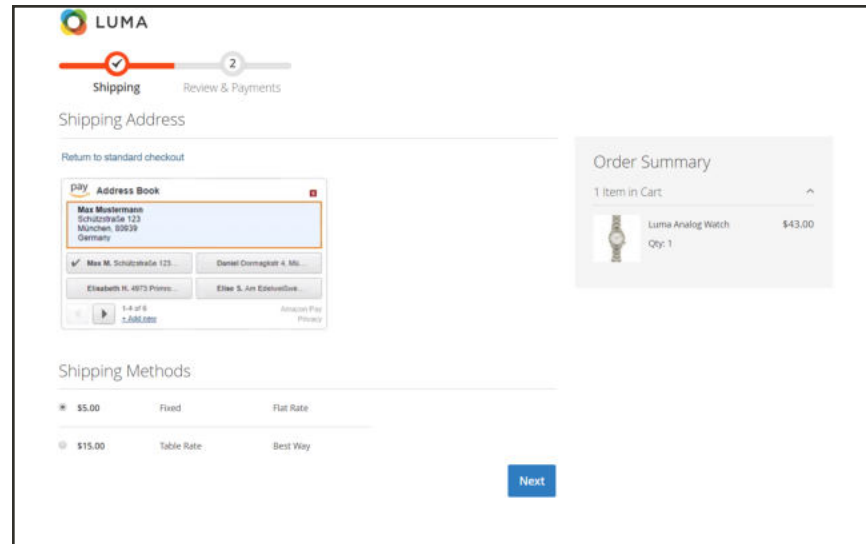 LUMA
2
Shipping
Review & Payments
Shipping Address
Return to standard checkout
pay Address Book
x
Max Mustermann
Schützstraße 123
München, 80939
Germany
Max M. Schützstraße 123...
Daniel 4, Mü...
Elisabeth H. 4973
Elise S. Am
1-4 of 6
+ Add new
Amazon Pay
Privacy
Order Summary
1 Item in Cart
Luma Analog Watch
$43.00
Qty: 1
Shipping Methods
$5.00 Fixed Flat Rate
$15.00 Table Rate Best Way
Next